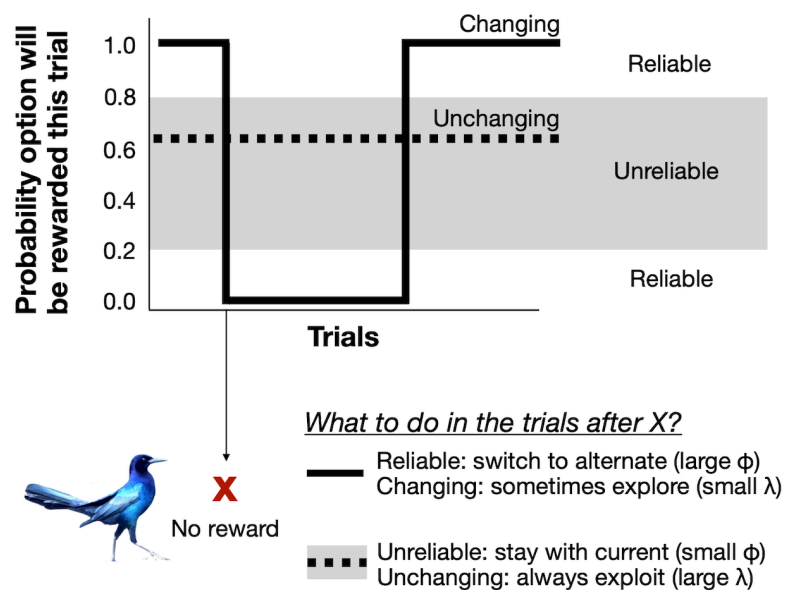 Probability option will
be rewarded this trial
1.0
0.8
0.6
0.4
0.2
0.0
Changing
Unchanging
Reliable
Unreliable
Reliable
Trials
X
No reward
What to do in the trials after X?
Reliable: switch to alternate (large ϕ)
Changing: sometimes explore (small λ)
Unreliable: stay with current (small ϕ)
Unchanging: always exploit (large λ)